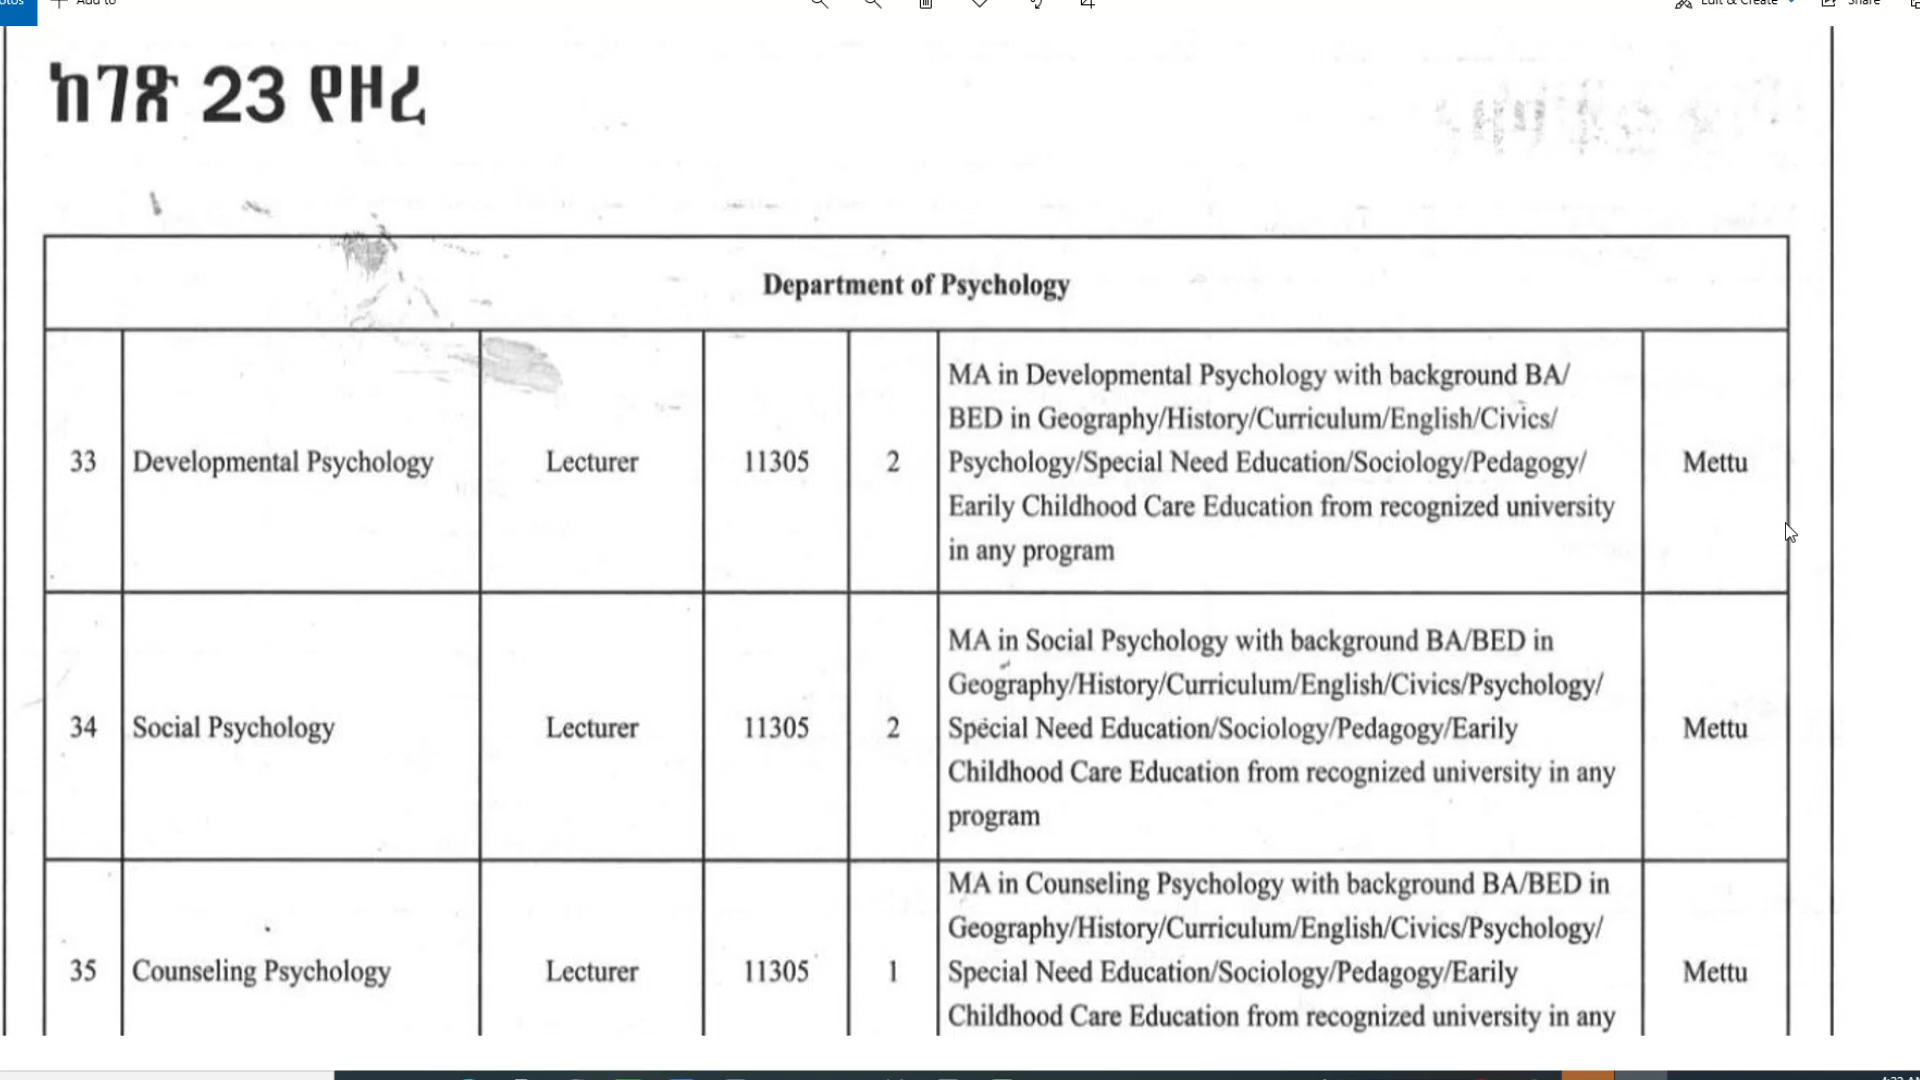 Add to
Edit & Create
Share
ከገጽ 23 የዞረ
Department of Psychology
33
Developmental Psychology
Lecturer
11305
2
MA in Developmental Psychology with background BA/
BED in Geography/History/Curriculum/English/Civics/
Psychology/Special Need Education/Sociology/Pedagogy/
Earily Childhood Care Education from recognized university
in any program
Mettu
34
Social Psychology
Lecturer
11305
2
MA in Social Psychology with background BA/BED in
Geography/History/Curriculum/English/Civics/Psychology/
Special Need Education/Sociology/Pedagogy/Earily
Childhood Care Education from recognized university in any
program
Mettu
35
Counseling Psychology
Lecturer
11305
1
MA in Counseling Psychology with background BA/BED in
Geography/History/Curriculum/English/Civics/Psychology/
Special Need Education/Sociology/Pedagogy/Earily
Childhood Care Education from recognized university in any
Mettu